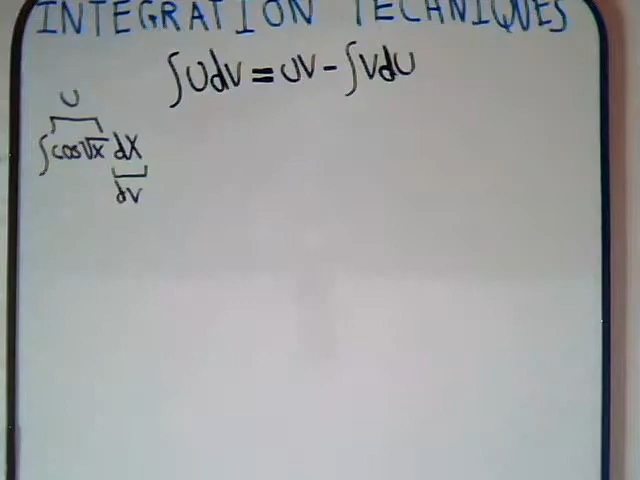 INTEGRATION TECHNIQUES
∫UdV = UV - ∫VdU
U
∫cos√x dX
dV